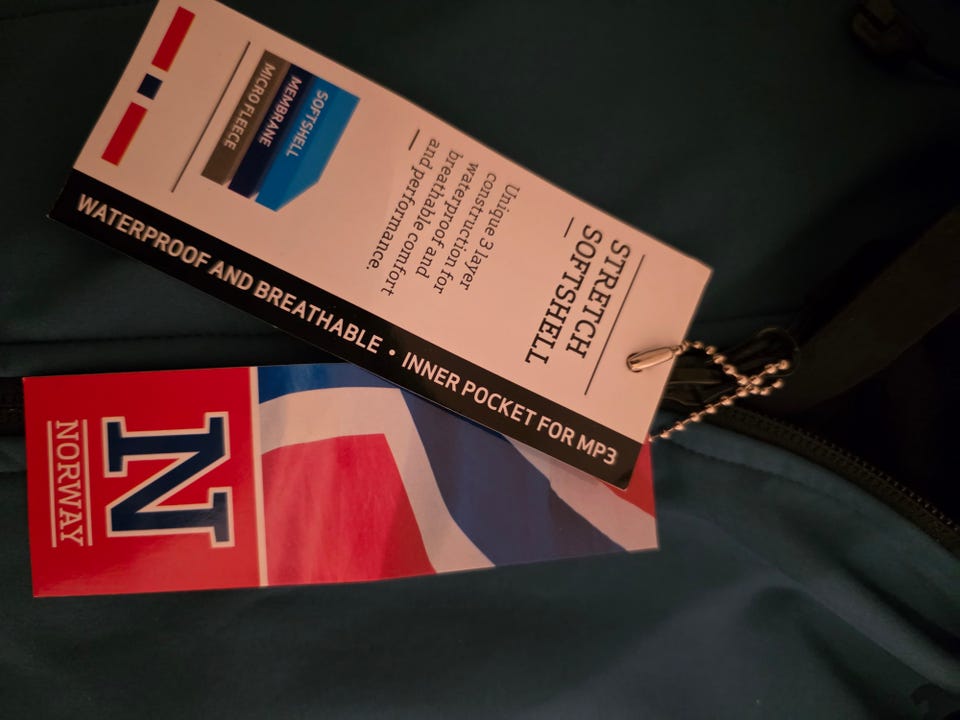 STRETCH
SOFTSHELL
Unique 3 layer
construction for
waterproof and
breathable comfort
and performance.
SOFTSHELL
MEMBRANE
MICRO FLEECE
WATERPROOF AND BREATHABLE • INNER POCKET FOR MP3
N
NORWAY